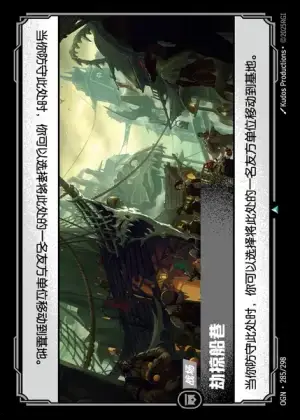 当你防守此处时，你可以选择将此处的一名友方单位移动到基地。
战场
劫掠船巷
当你防守此处时，你可以选择将此处的一名友方单位移动到基地。
OGN • 285/298
Kudos Productions • ©2025RGI